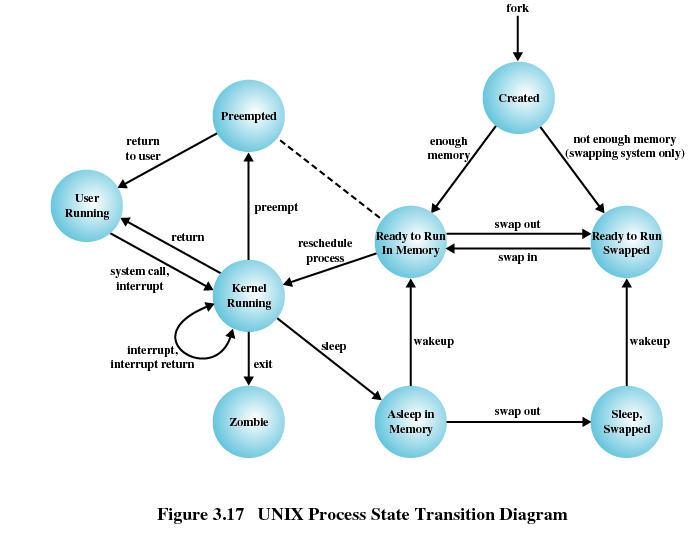 fork
Created
enough
memory
not enough memory
(swapping system only)
Preempted
return
to user
User
Running
preempt
return
system call,
interrupt
reschedule
process
Ready to Run
In Memory
swap out
swap in
Ready to Run
Swapped
Kernel
Running
interrupt,
interrupt return
sleep
exit
wakeup
wakeup
Zombie
Asleep in
Memory
swap out
Sleep,
Swapped
Figure 3.17 UNIX Process State Transition Diagram